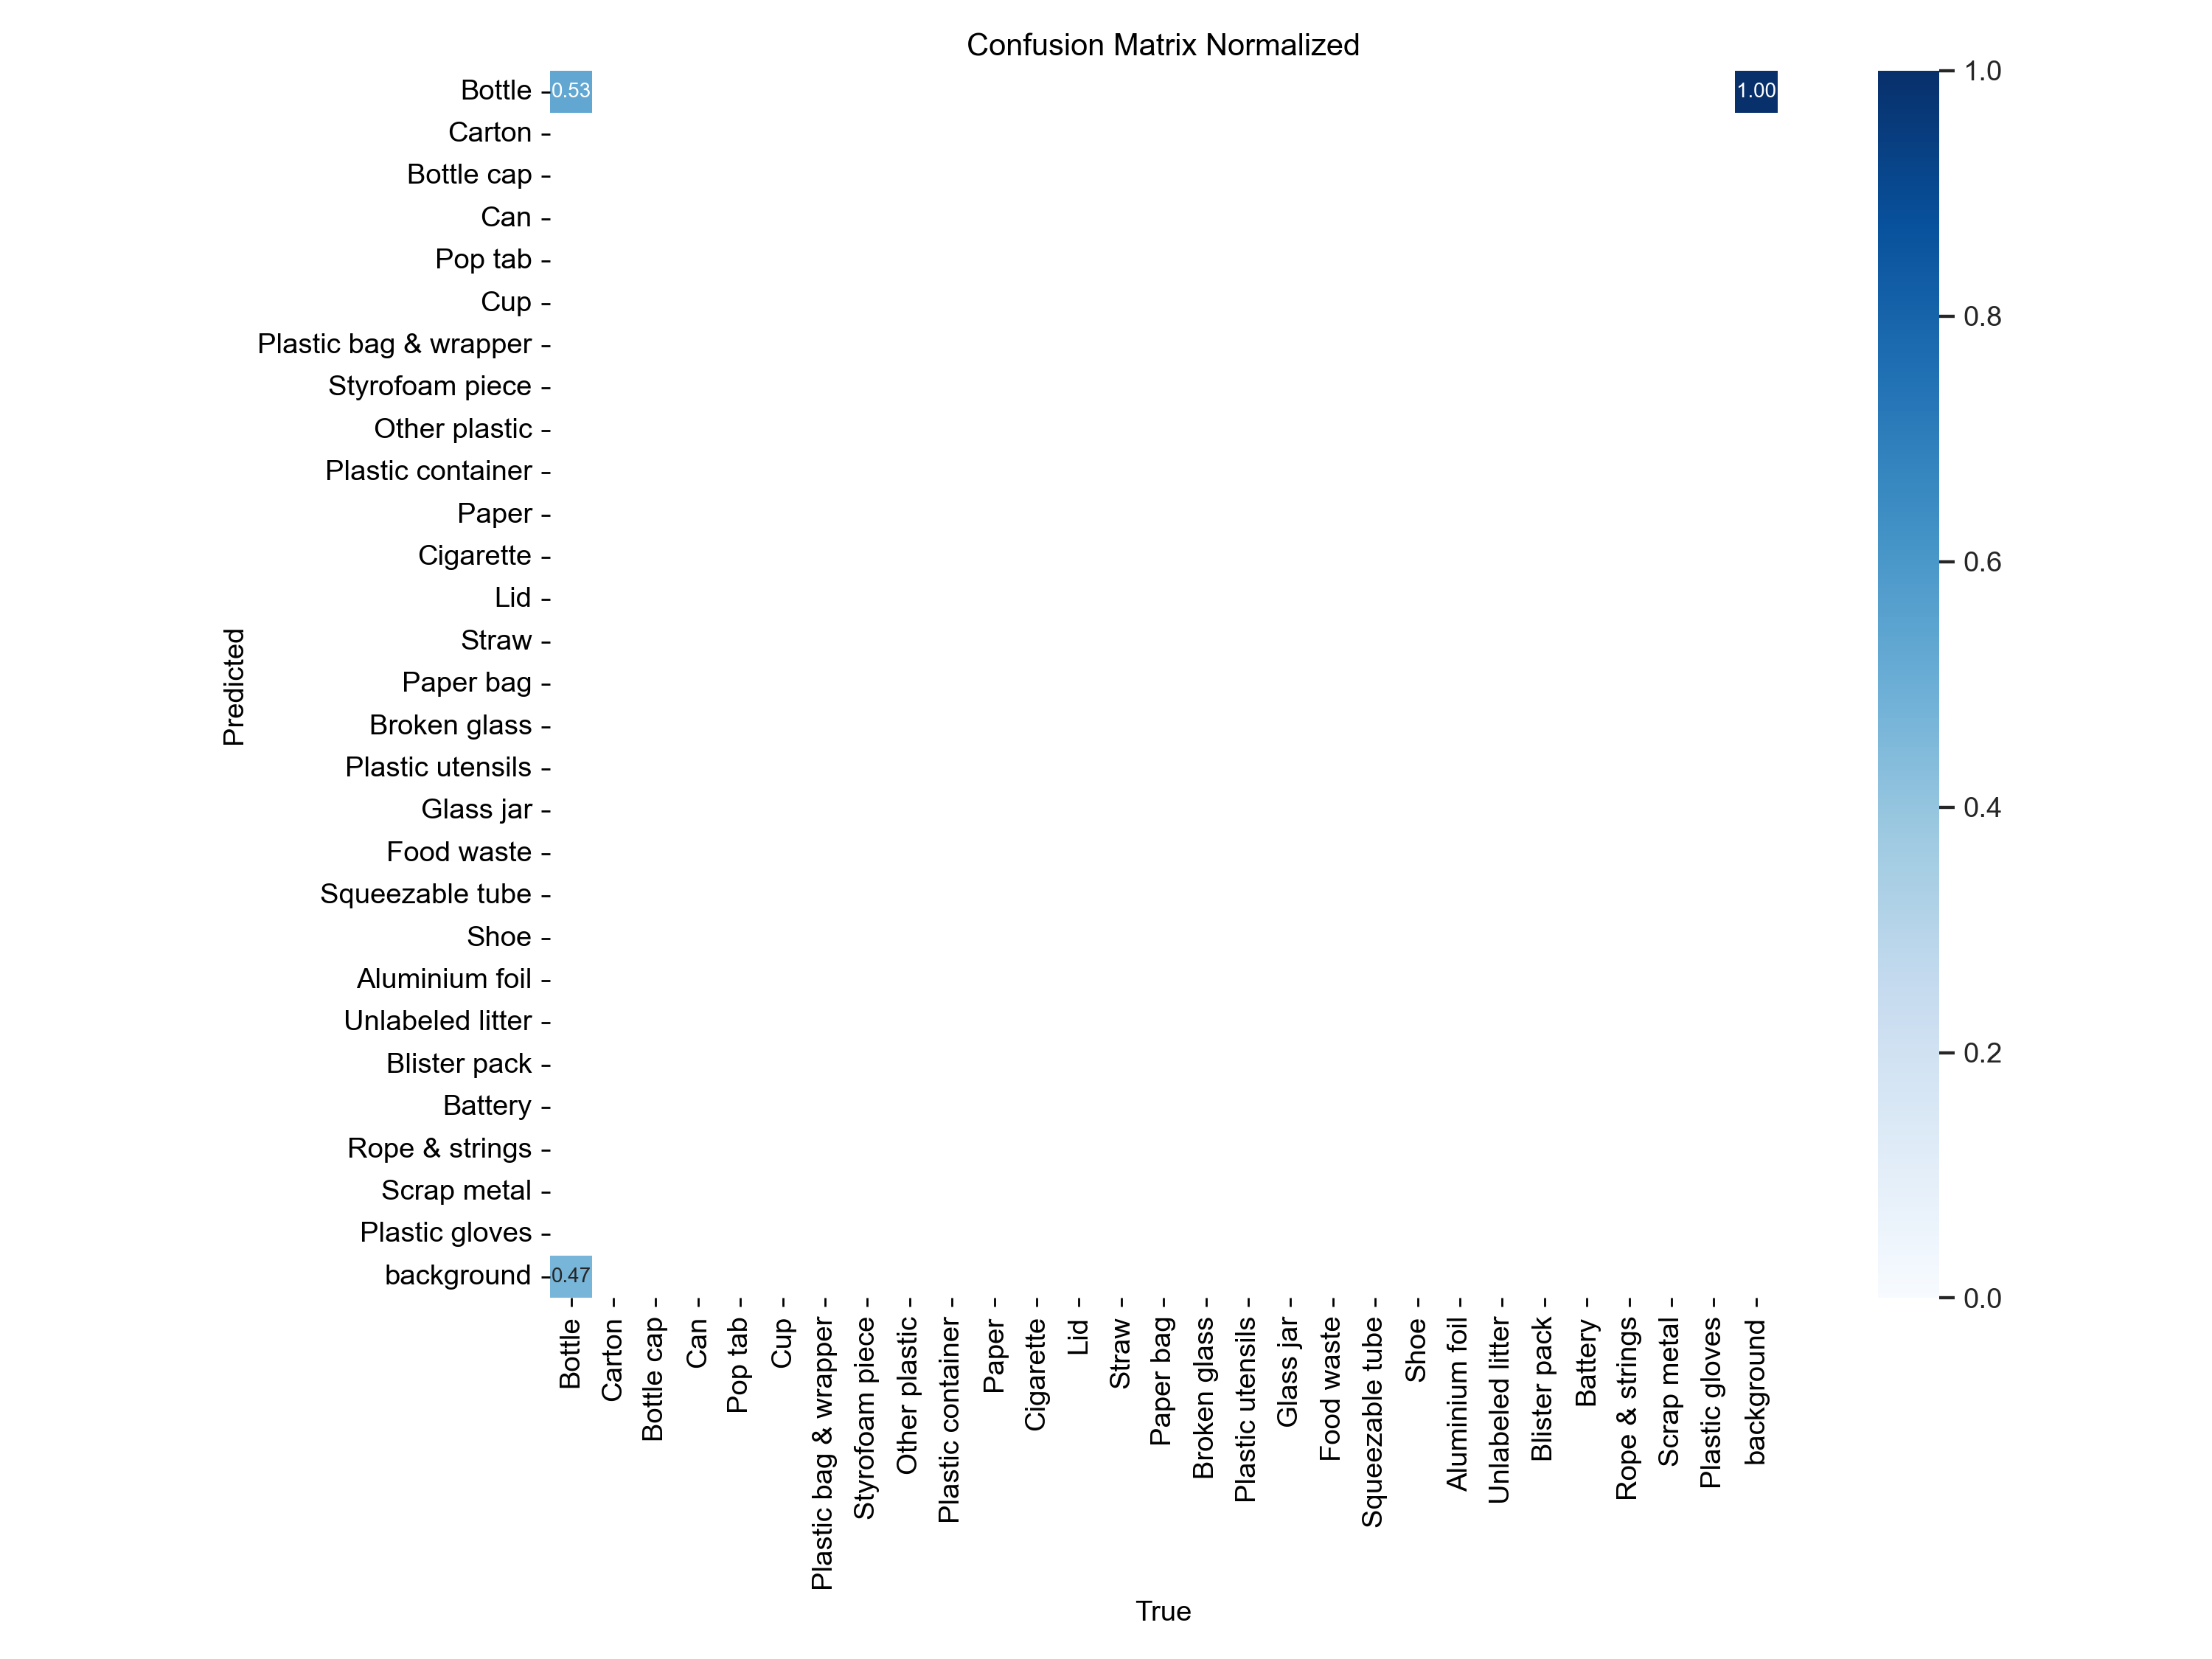 Confusion Matrix Normalized
Bottle
Carton
Bottle cap
Can
Pop tab
Cup
Plastic bag & wrapper
Styrofoam piece
Other plastic
Plastic container
Paper
Cigarette
Lid
Straw
Paper bag
Broken glass
Plastic utensils
Glass jar
Food waste
Squeezable tube
Shoe
Aluminium foil
Unlabeled litter
Blister pack
Battery
Rope & strings
Scrap metal
Plastic gloves
background
Predicted
0.53
1.00
0.47
1.0
0.8
0.6
0.4
0.2
0.0
Bottle
Carton
Bottle cap
Can
Pop tab
Cup
Plastic bag & wrapper
Styrofoam piece
Other plastic
Plastic container
Paper
Cigarette
Lid
Straw
Paper bag
Broken glass
Plastic utensils
Glass jar
Food waste
Squeezable tube
Shoe
Aluminium foil
Unlabeled litter
Blister pack
Battery
Rope & strings
Scrap metal
Plastic gloves
background
True